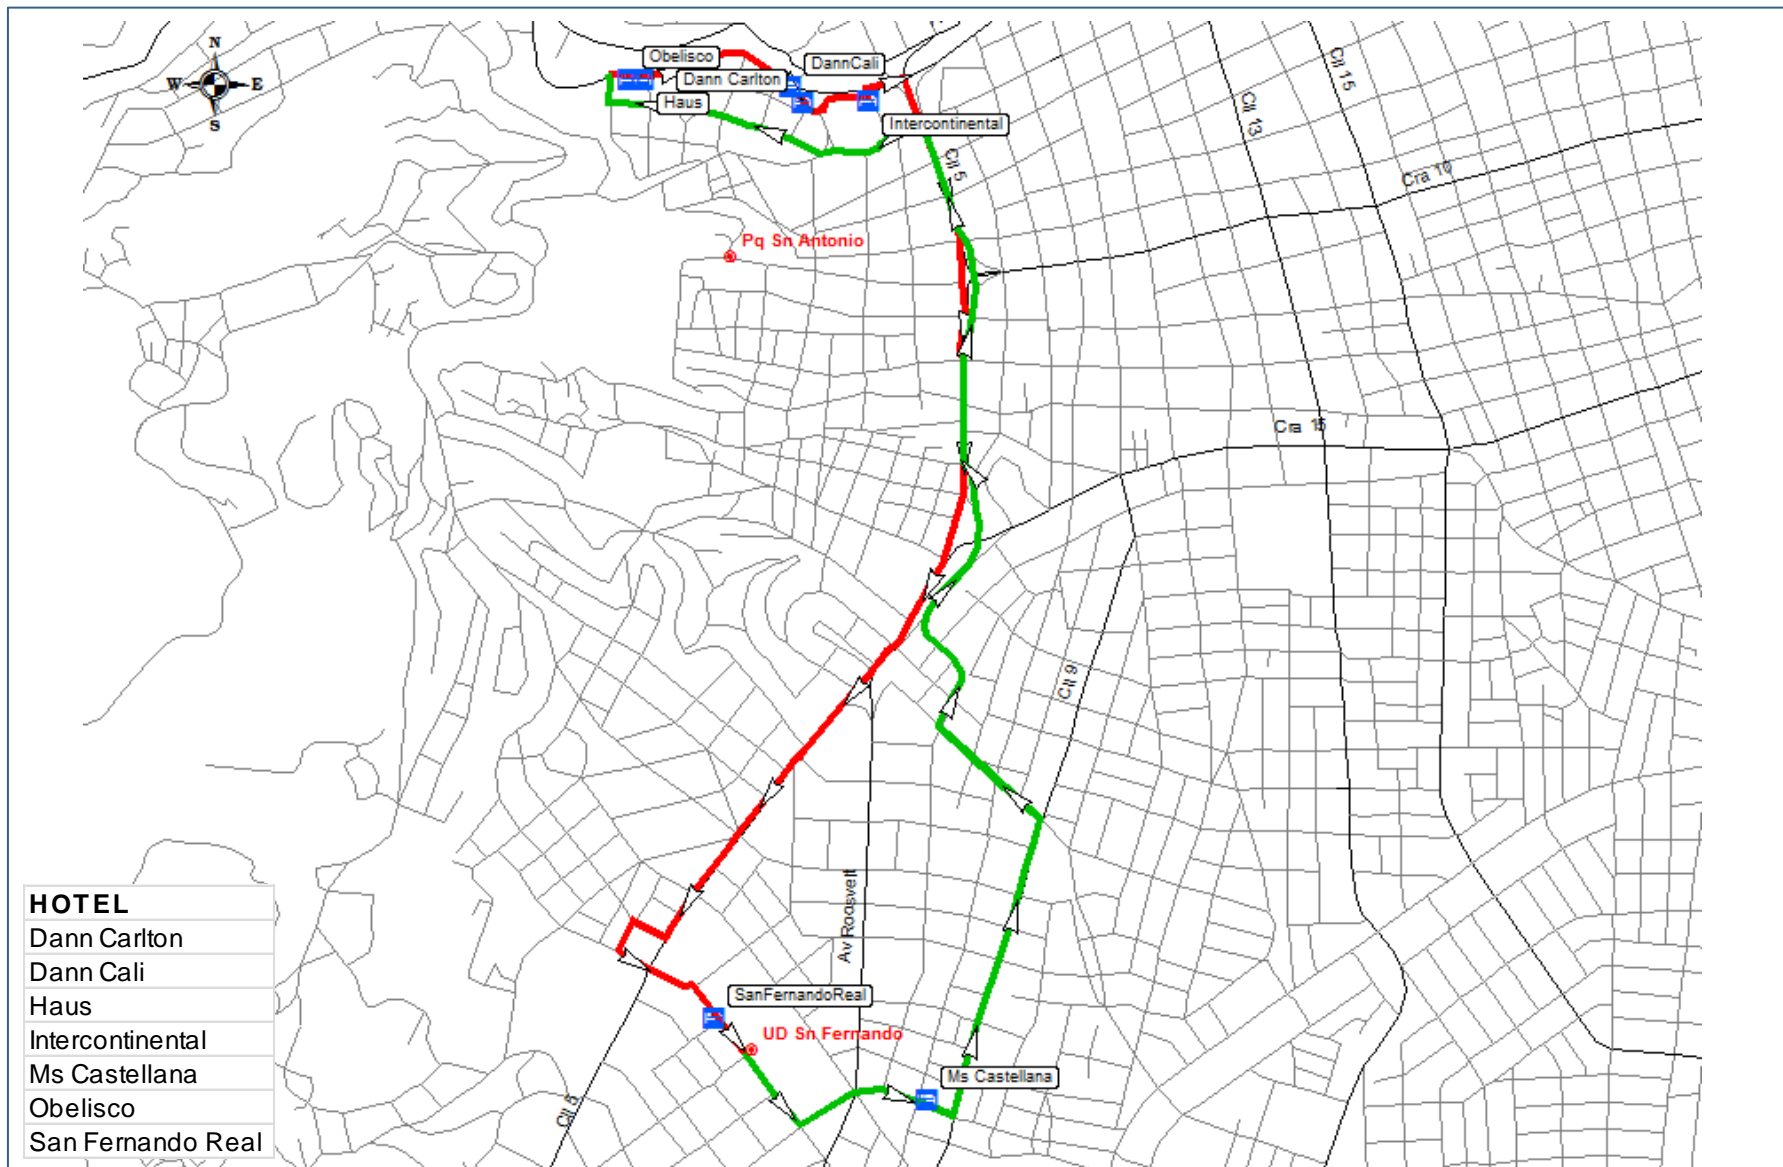 N
W
E
S
Obelisco
DannCali
Dann Carlton
Haus
Intercontinental
Cll 5
Cll 13
Cll 15
Cra 10
Pq Sn Antonio
Cra 15
Cll 9
Av Roosvelt
SanFernandoReal
UD Sn Fernando
Ms Castellana
Cll 5
HOTEL
Dann Carlton
Dann Cali
Haus
Intercontinental
Ms Castellana
Obelisco
San Fernando Real